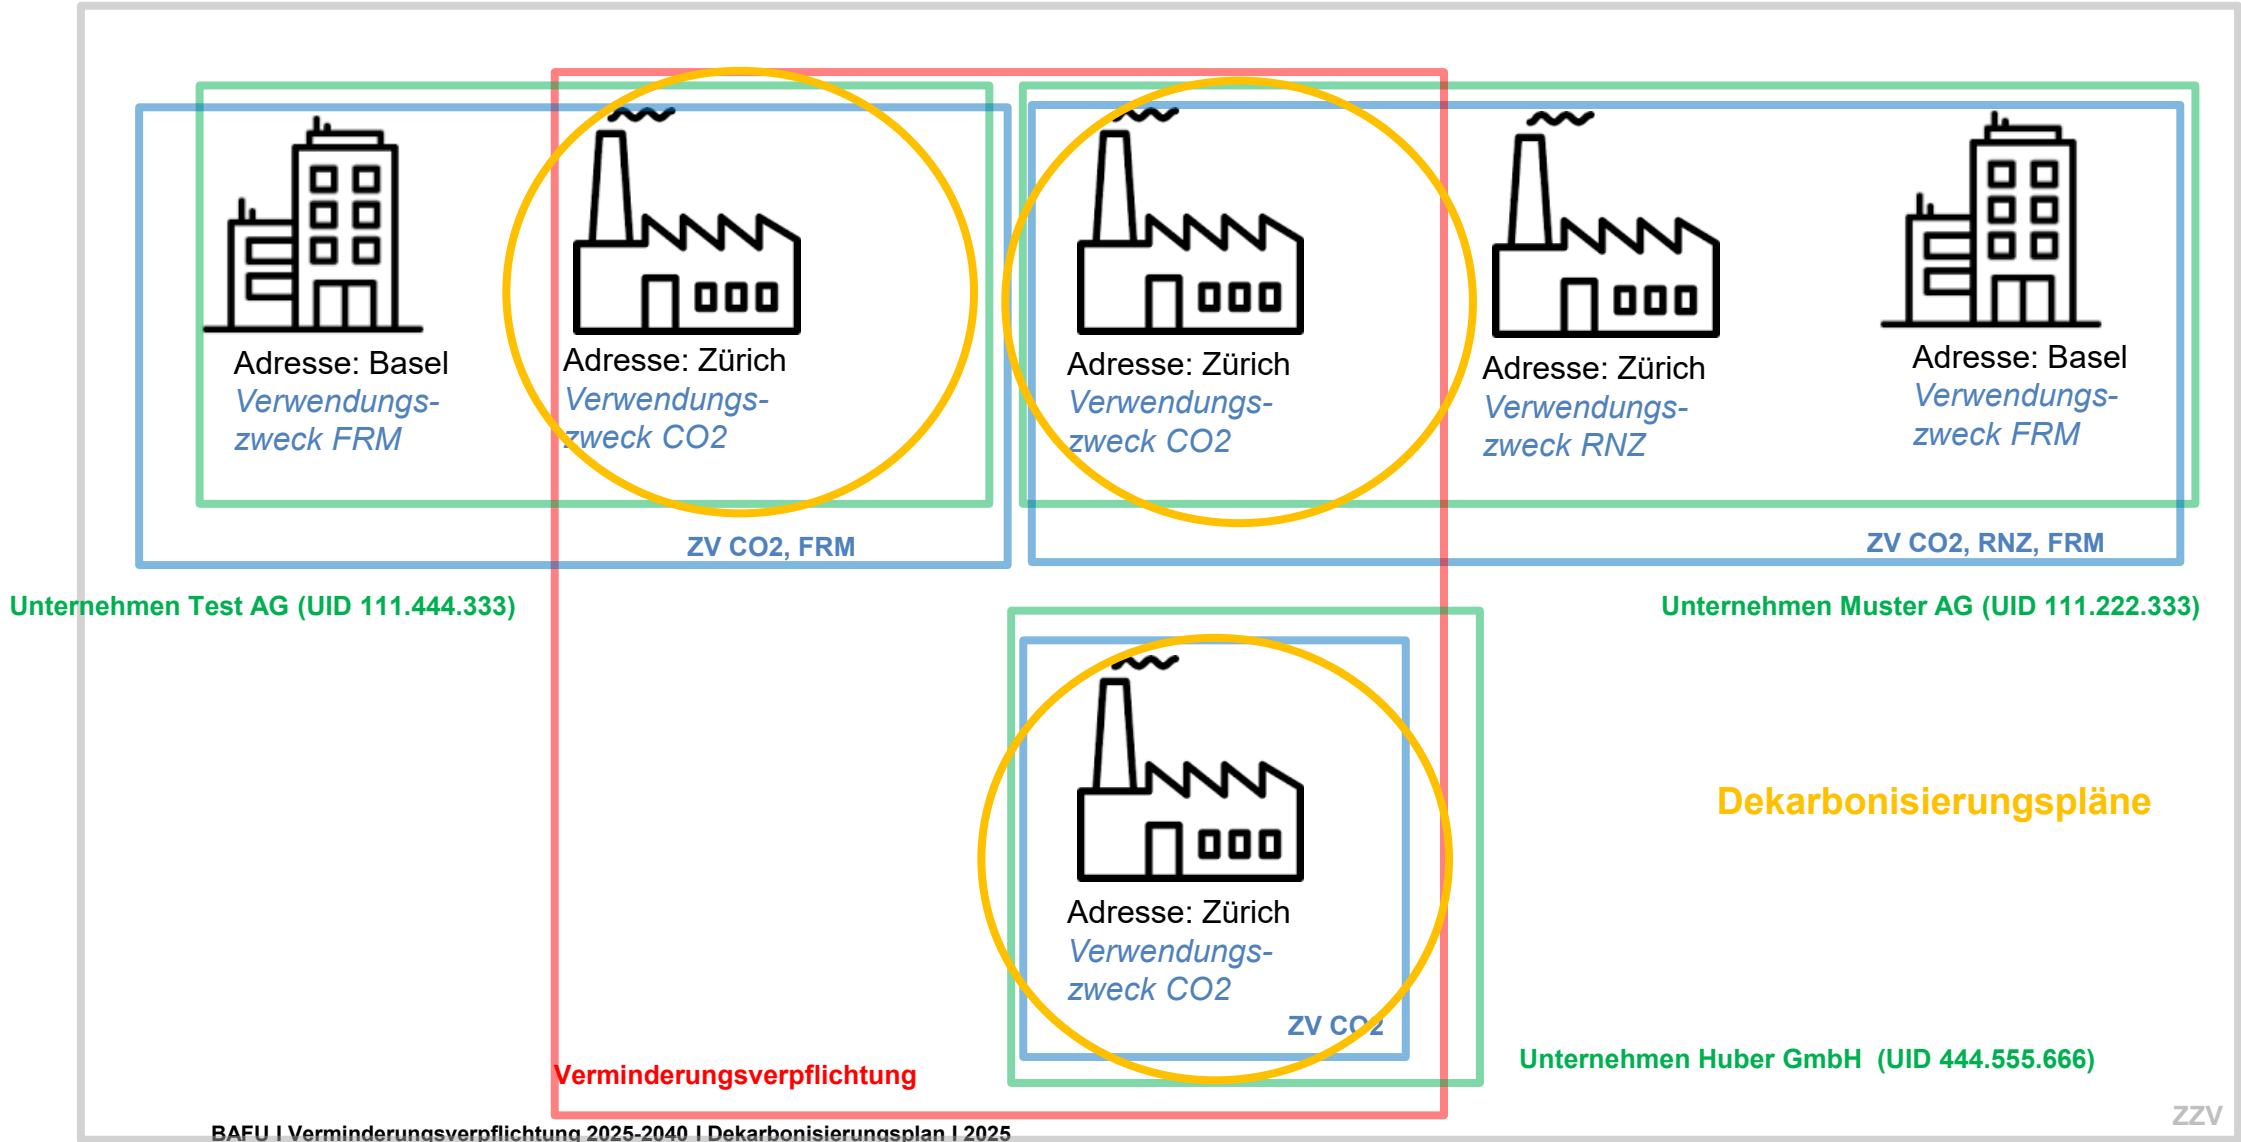 Adresse: Basel
Verwendungs-
zweck FRM
Adresse: Zürich
Verwendungs-
zweck CO2
Adresse: Zürich
Verwendungs-
zweck CO2
Adresse: Zürich
Verwendungs-
zweck RNZ
Adresse: Basel
Verwendungs-
zweck FRM
ZV CO2, FRM
ZV CO2, RNZ, FRM
Unternehmen Test AG (UID 111.444.333)
Unternehmen Muster AG (UID 111.222.333)
Dekarbonisierungspläne
Adresse: Zürich
Verwendungs-
zweck CO2
ZV CO2
Verminderungsverpflichtung
Unternehmen Huber GmbH (UID 444.555.666)
ZZV
BAFU I Verminderungsverpflichtung 2025-2040 I Dekarbonisierungsplan I 2025